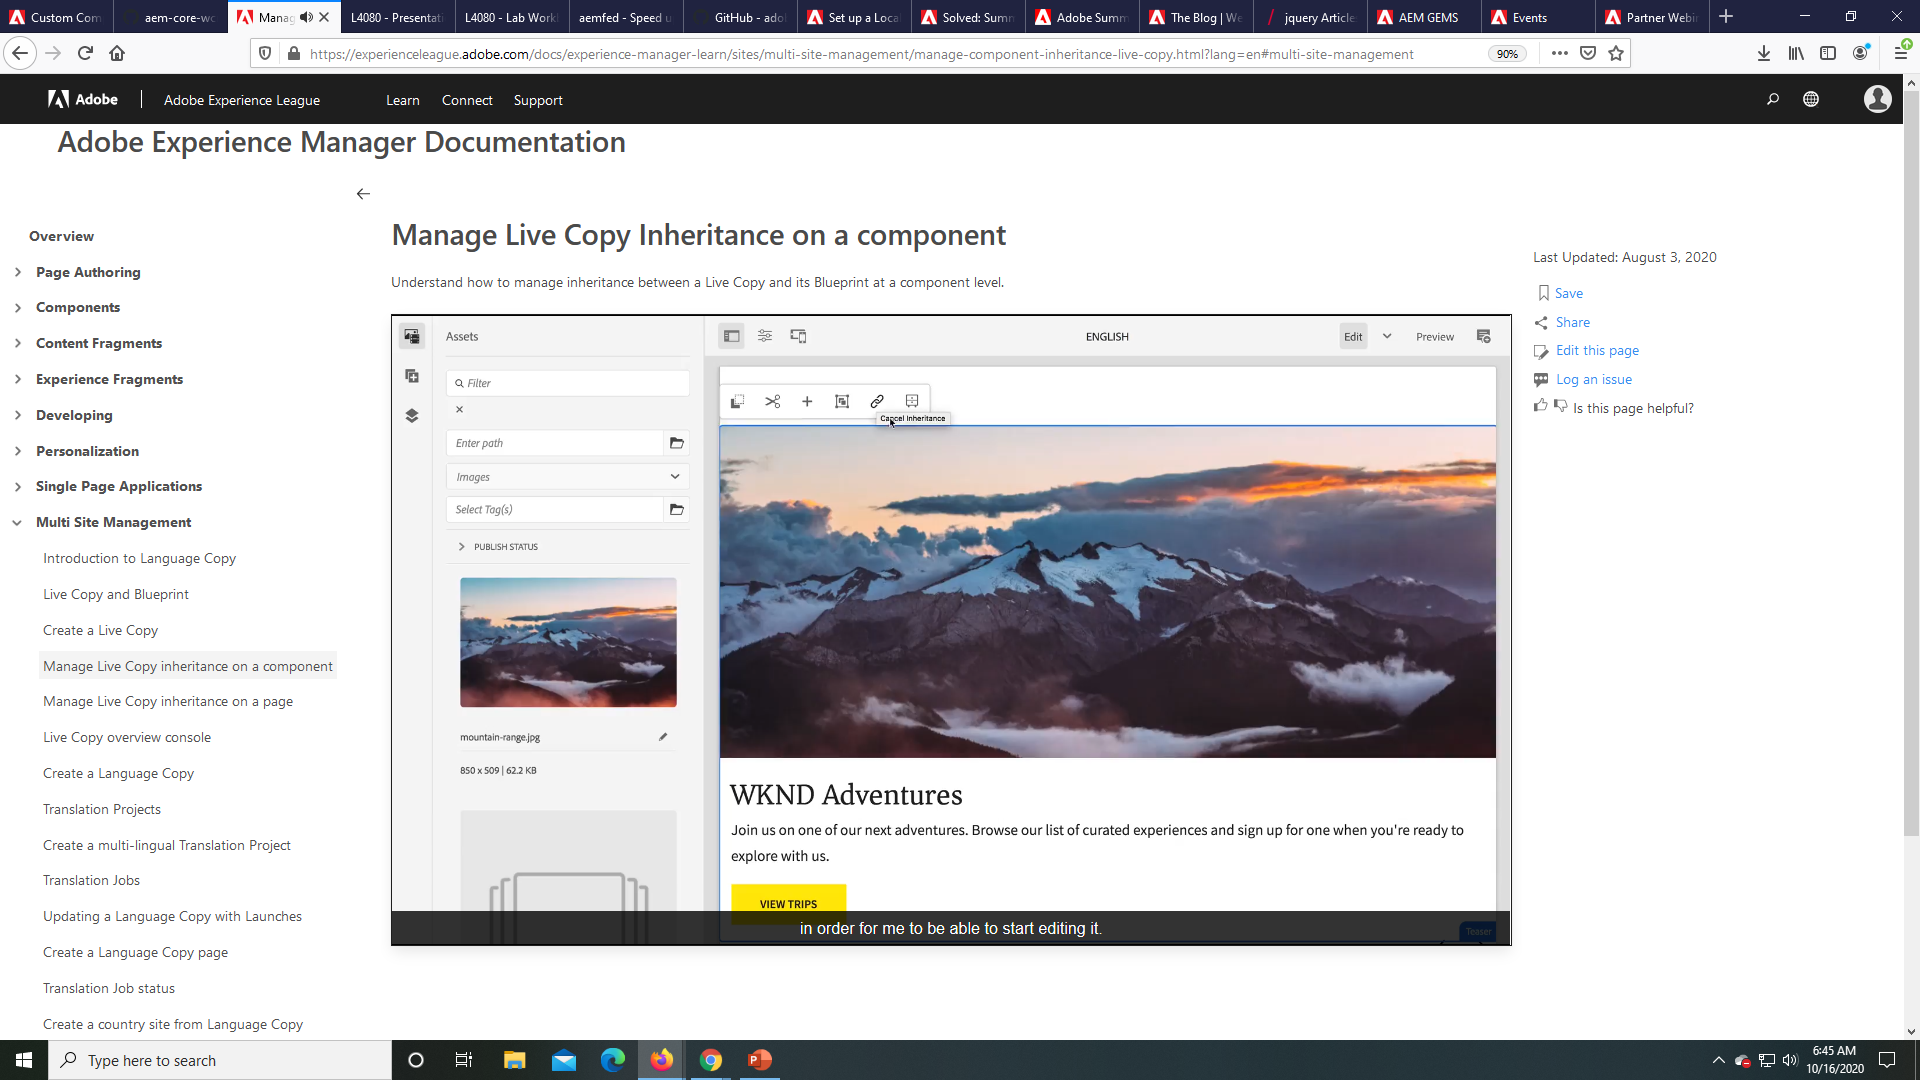 Custom Com
aem-core-wc
Manag
L4080 - Presentati
L4080 - Lab Work
aemfed - Speed u
GitHub - ado
Set up a Loca
Solved: Summ
Adobe Summ
The Blog | We
jquery Article
AEM GEMS
Events
Partner Webin
https://experienceleague.adobe.com/docs/experience-manager-learn/sites/multi-site-management/manage-component-inheritance-live-copy.html?lang=en#multi-site-management
90%
Adobe
Adobe Experience League
Learn
Connect
Support
Adobe Experience Manager Documentation
Overview
Page Authoring
Components
Content Fragments
Experience Fragments
Developing
Personalization
Single Page Applications
Multi Site Management
Introduction to Language Copy
Live Copy and Blueprint
Create a Live Copy
Manage Live Copy inheritance on a component
Manage Live Copy inheritance on a page
Live Copy overview console
Create a Language Copy
Translation Projects
Create a multi-lingual Translation Project
Translation Jobs
Updating a Language Copy with Launches
Create a Language Copy page
Translation Job status
Create a country site from Language Copy
Manage Live Copy Inheritance on a component
Understand how to manage inheritance between a Live Copy and its Blueprint at a component level.
Assets
Filter
Enter path
Images
Select Tag(s)
PUBLISH STATUS
mountain-range.jpg
850 x 509 | 62.2 KB
ENGLISH
Edit
Preview
Cancel Inheritance
WKND Adventures
Join us on one of our next adventures. Browse our list of curated experiences and sign up for one when you're ready to
explore with us.
VIEW TRIPS
Teaser
in order for me to be able to start editing it.
Last Updated: August 3, 2020
Save
Share
Edit this page
Log an issue
Is this page helpful?
Type here to search
6:45 AM
10/16/2020